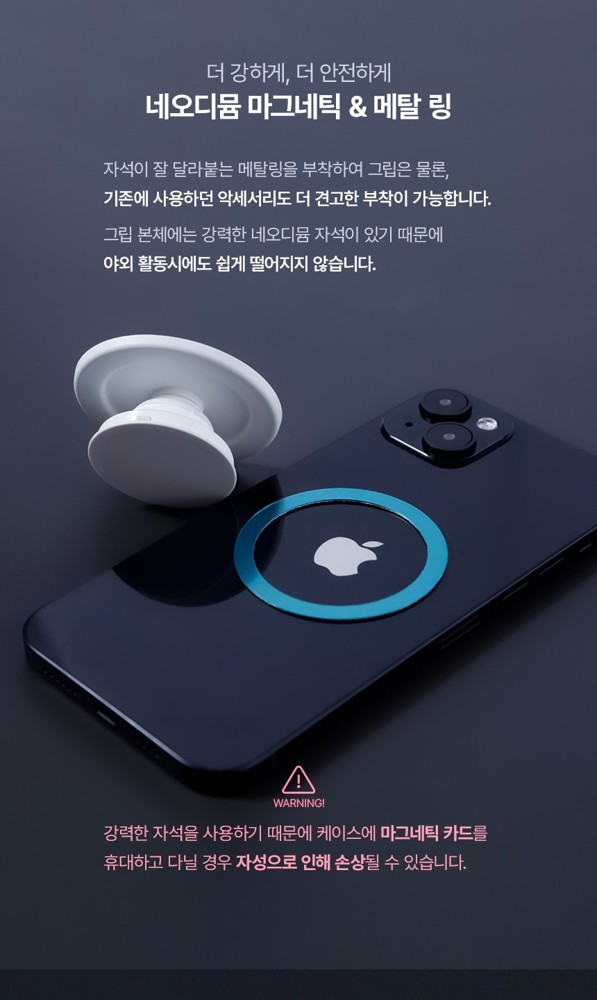 더 강하게, 더 안전하게
네오디뮴 마그네틱 & 메탈 링
자석이 잘 달라붙는 메탈링을 부착하여 그립은 물론,
기존에 사용하던 악세서리도 더 견고한 부착이 가능합니다.
그립 본체에는 강력한 네오디뮴 자석이 있기 때문에
야외 활동시에도 쉽게 떨어지지 않습니다.
WARNING!
강력한 자석을 사용하기 때문에 케이스에 마그네틱 카드를
휴대하고 다닐 경우 자성으로 인해 손상될 수 있습니다.